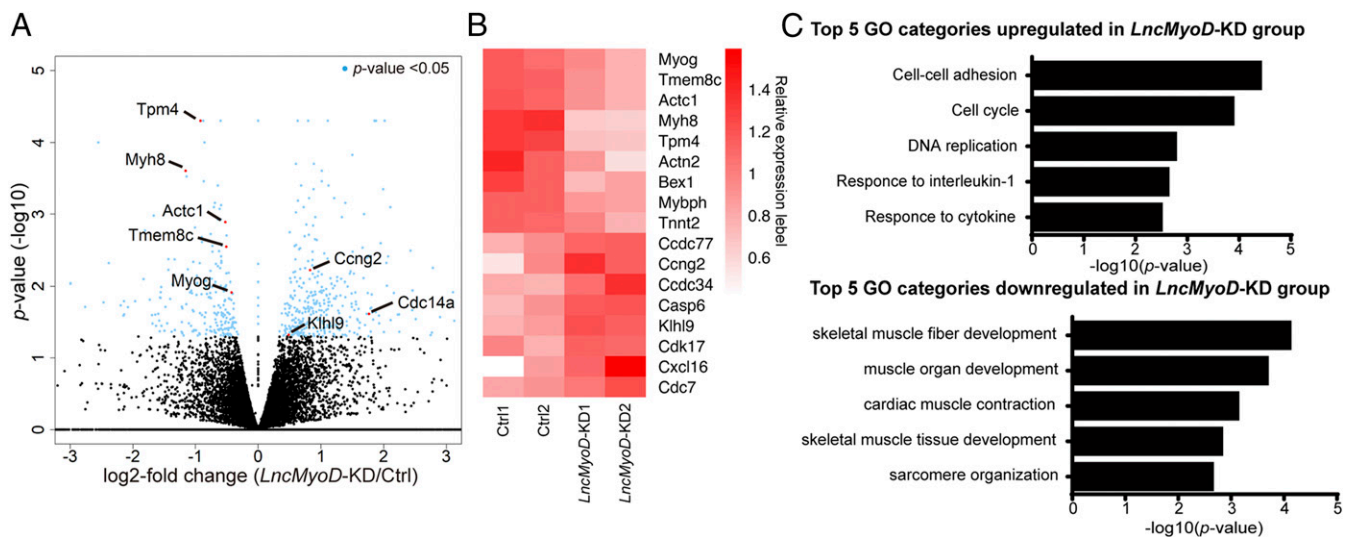 A
p-value (-log10)
5
4
3
2
1
0
p-value <0.05
Tpm4
Myh8
Actc1
Tmem8c
Myog
Ccng2
Cdc14a
Klhl9
-3
-2
-1
0
1
2
3
log2-fold change (LncMyoD-KD/Ctrl)
B
Myog
Tmem8c
Actc1
Myh8
Tpm4
Actn2
Bex1
Mybph
Tnnt2
Ccdc77
Ccng2
Ccdc34
Casp6
Klhl9
Cdk17
Cxcl16
Cdc7
Ctrl1
Ctrl2
LncMyoD-KD1
LncMyoD-KD2
1.4
1.2
1
0.8
0.6
Relative expression lebel
C
Top 5 GO categories upregulated in LncMyoD-KD group
Cell-cell adhesion
Cell cycle
DNA replication
Responce to interleukin-1
Responce to cytokine
0 1 2 3 4 5
-log10(p-value)
Top 5 GO categories downregulated in LncMyoD-KD group
skeletal muscle fiber development
muscle organ development
cardiac muscle contraction
skeletal muscle tissue development
sarcomere organization
0 1 2 3 4 5
-log10(p-value)